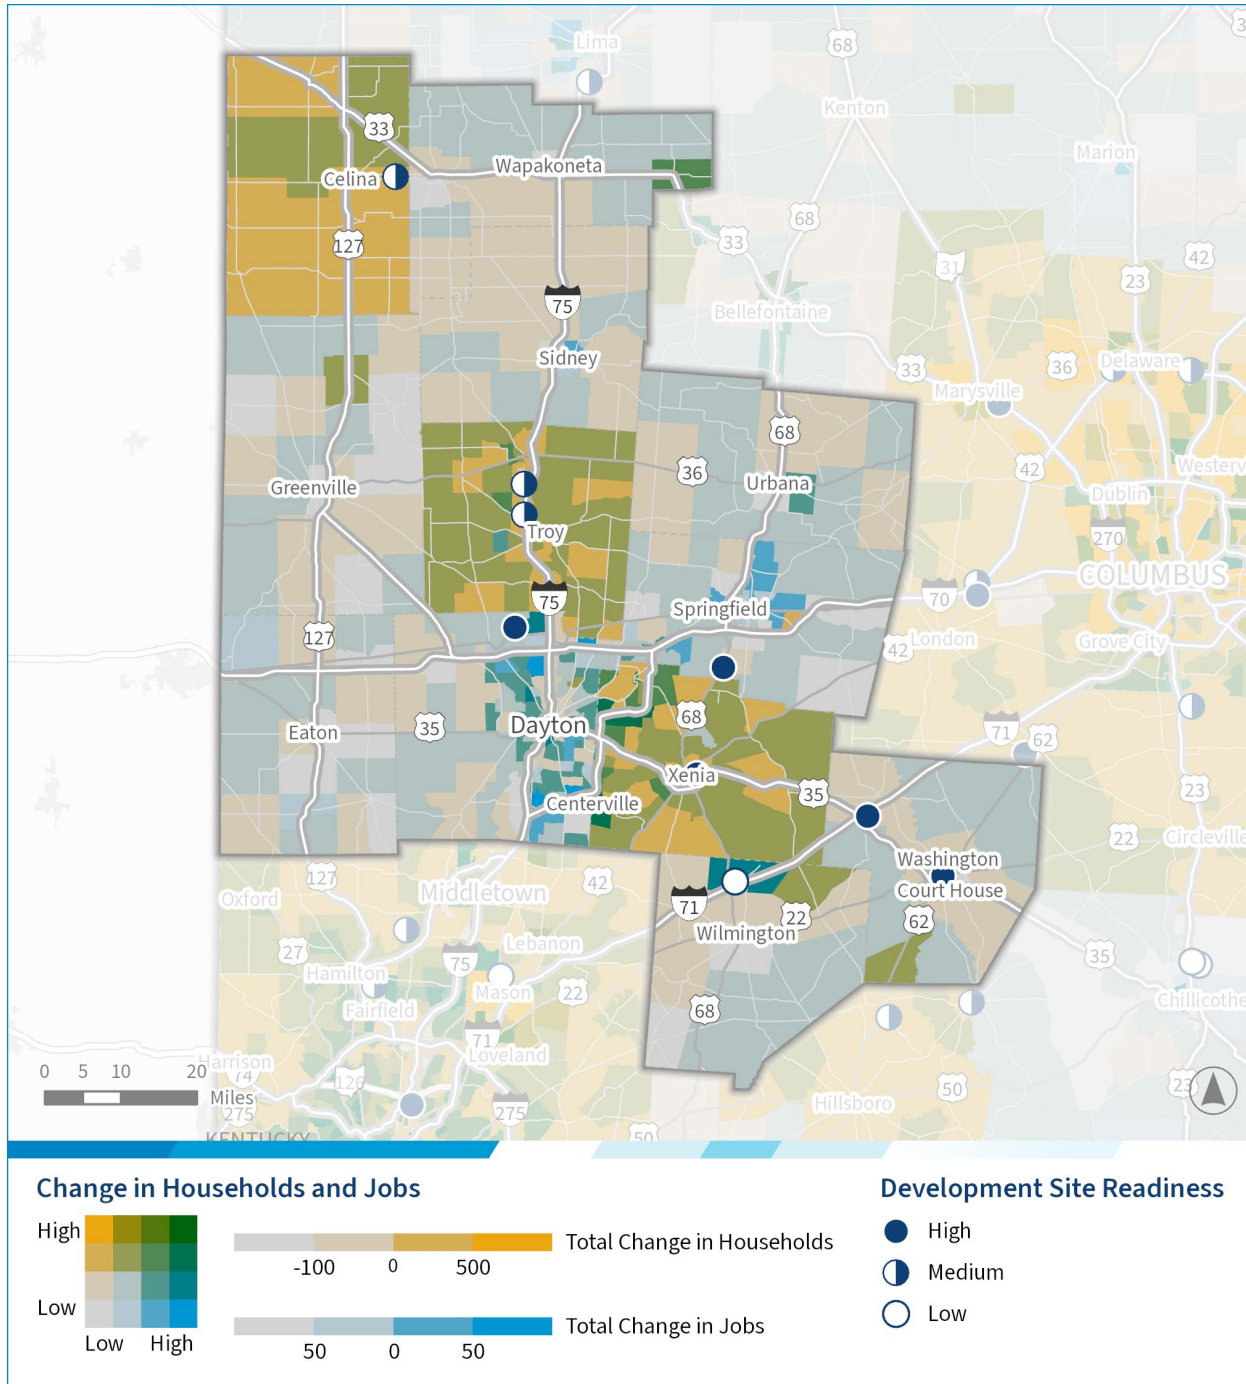 Lima
68
Kenton
33
Marion
Wapakoneta
Celina
68
127
33
31
42
23
75
Bellefontaine
Sidney
33
36
Delaware
Marysville
68
42
36
Westerv
Greenville
Urbana
Dublin
Troy
270
COLUMBUS
75
70
Springfield
127
42
London
Grove City
68
35
Dayton
71
62
Eaton
Xenia
35
23
Centerville
22
Circleville
Washington
Court House
127
42
Oxford
Middletown
71
22
62
Wilmington
27
Lebanon
75
35
Hamilton
Mason
22
Chillicothe
Fairfield
68
71
Loveland
Harrison
0 5 10 20
74
126
50
23
Miles
275
275
Hillsboro
50
KENTUCKY
Change in Households and Jobs
High
Low
Low High
Total Change in Households
-100 0 500
Total Change in Jobs
50 0 50
Development Site Readiness
High
Medium
Low